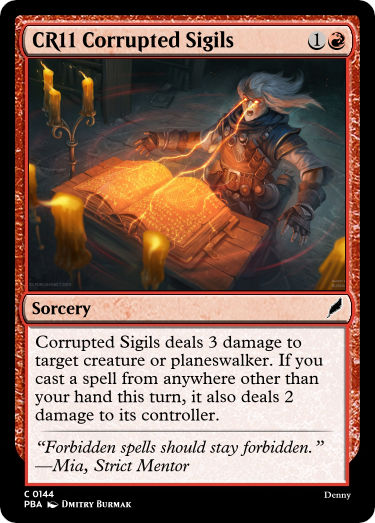 CR11 Corrupted Sigils 1
Sorcery
Corrupted Sigils deals 3 damage to
target creature or planeswalker. If you
cast a spell from anywhere other than
your hand this turn, it also deals 2
damage to its controller.
“Forbidden spells should stay forbidden.”
—Mia, Strict Mentor
C 0144
Denny
PBA Dmitry Burmak